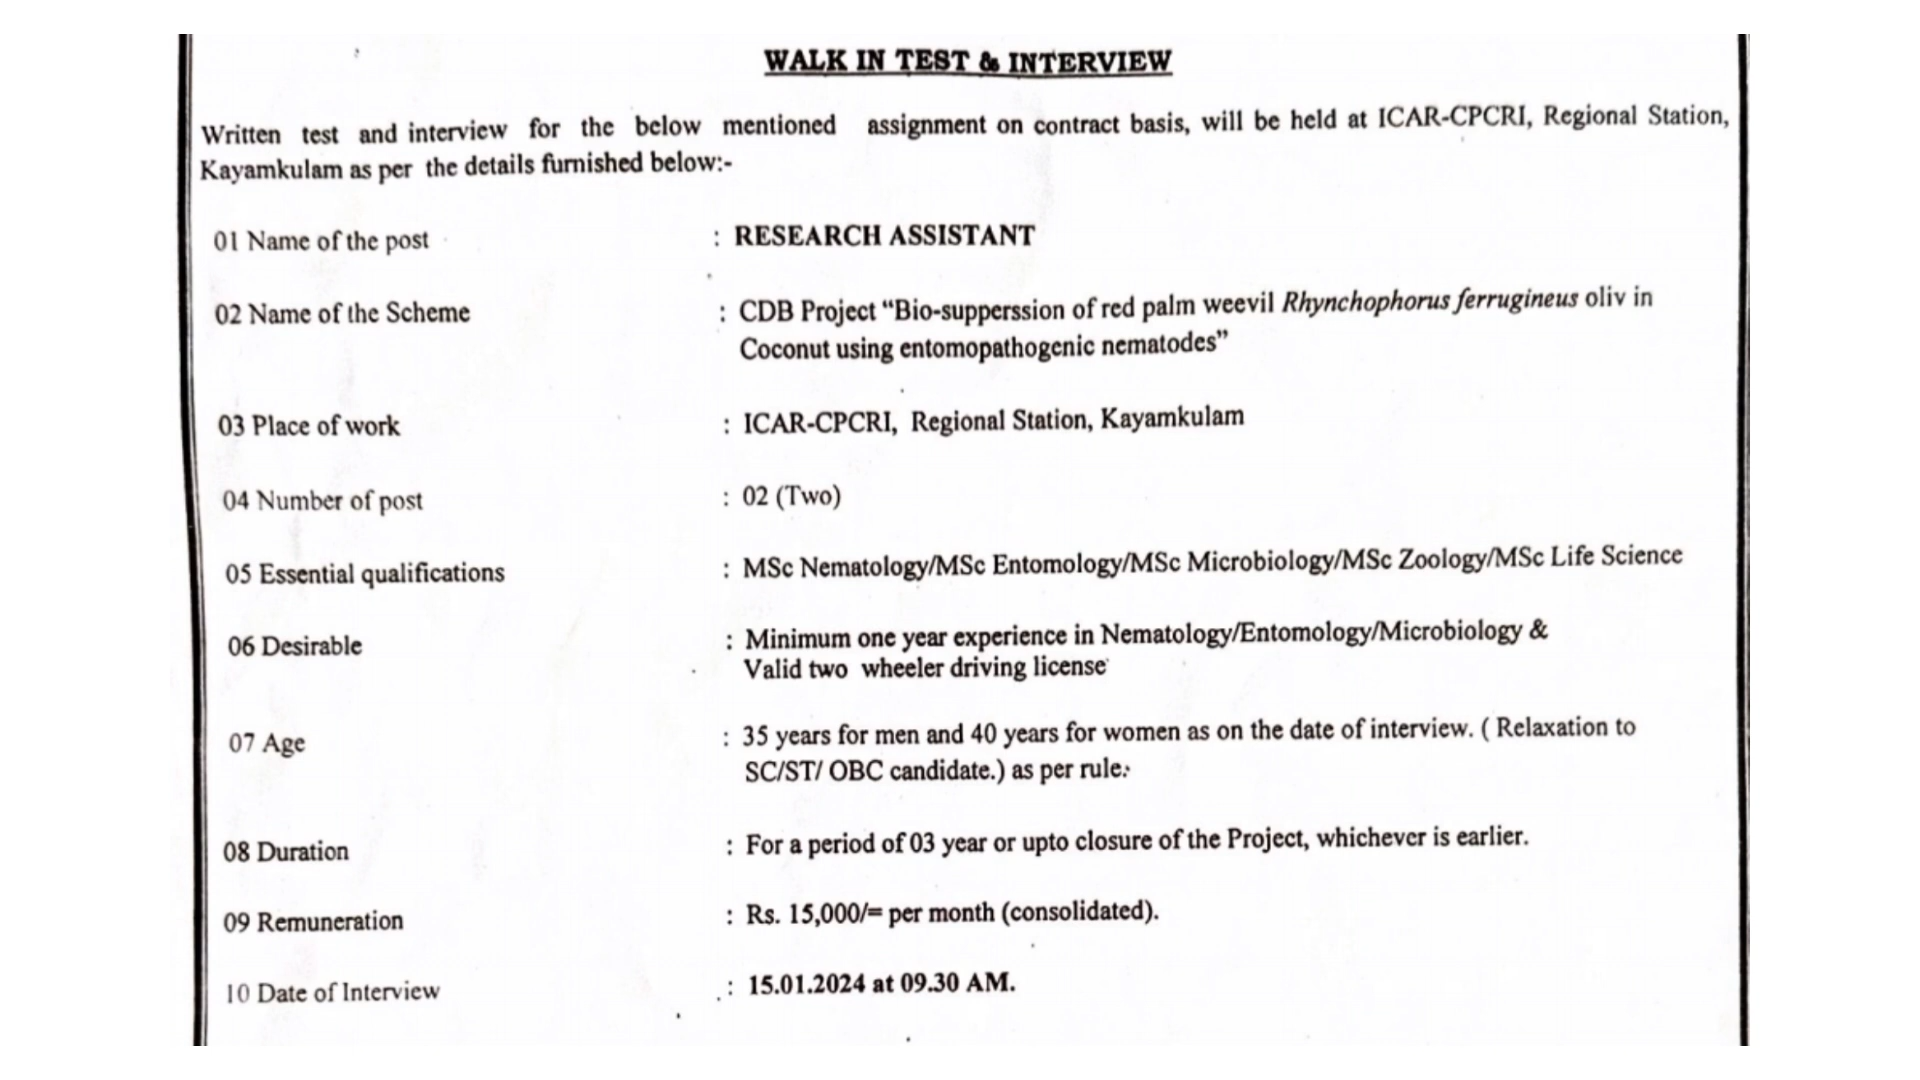 WALK IN TEST & INTERVIEW
Written test and interview for the below mentioned assignment on contract basis, will be held at ICAR-CPCRI, Regional Station,
Kayamkulam as per the details furnished below:-
01 Name of the post : RESEARCH ASSISTANT
02 Name of the Scheme : CDB Project “Bio-supperssion of red palm weevil Rhynchophorus ferrugineus oliv in
Coconut using entomopathogenic nematodes”
03 Place of work : ICAR-CPCRI, Regional Station, Kayamkulam
04 Number of post : 02 (Two)
05 Essential qualifications : MSc Nematology/MSc Entomology/MSc Microbiology/MSc Zoology/MSc Life Science
06 Desirable : Minimum one year experience in Nematology/Entomology/Microbiology &
Valid two wheeler driving license
07 Age : 35 years for men and 40 years for women as on the date of interview. ( Relaxation to
SC/ST/ OBC candidate.) as per rule.
08 Duration : For a period of 03 year or upto closure of the Project, whichever is earlier.
09 Remuneration : Rs. 15,000/= per month (consolidated).
10 Date of Interview : 15.01.2024 at 09.30 AM.